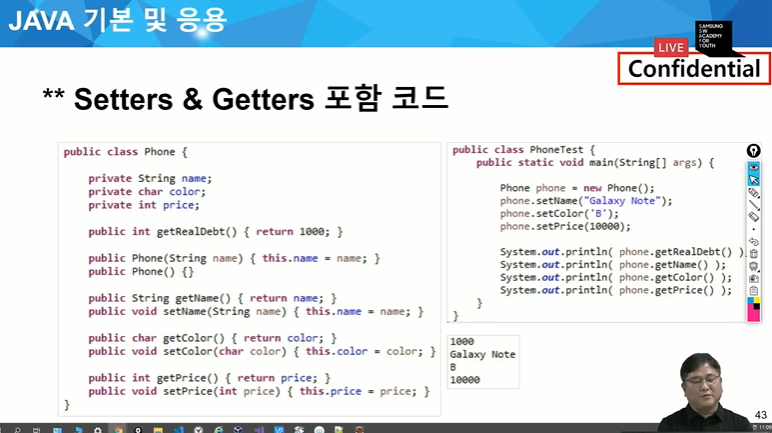 JAVA 기본 및 응용
LIVE
SAMSUNG
SW
ACADEMY
FOR
YOUTH
Confidential
** Setters & Getters 포함 코드
public class Phone {
private String name;
private char color;
private int price;
public int getRealDebt() { return 1000; }
public Phone(String name) { this.name = name; }
public Phone() {}
public String getName() { return name; }
public void setName(String name) { this.name = name; }
public char getColor() { return color; }
public void setColor(char color) { this.color = color; }
public int getPrice() { return price; }
public void setPrice(int price) { this.price = price; }
}
public class PhoneTest {
public static void main(String[] args) {
Phone phone = new Phone();
phone.setName("Galaxy Note");
phone.setColor('B');
phone.setPrice(10000);
System.out.println( phone.getRealDebt() )
System.out.println( phone.getName() );
System.out.println( phone.getColor() );
System.out.println( phone.getPrice() );
}
}
1000
Galaxy Note
B
10000
43